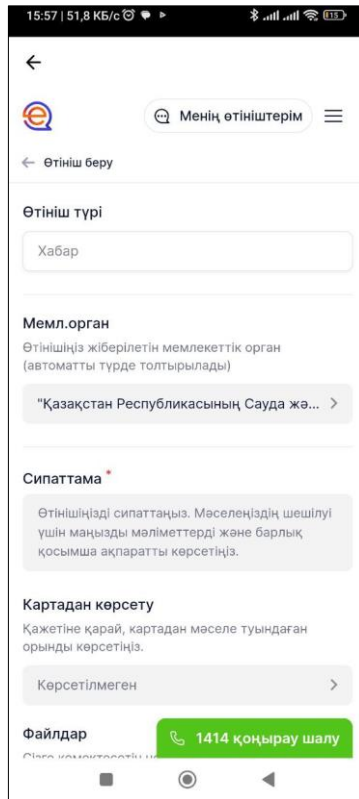 15:57 | 51,8 КБ/с
15
Менің өтініштерім
Өтініш беру
Өтініш түрі
Хабар
Мемл.орган
Өтінішіңіз жіберілетін мемлекеттік орган
(автоматты түрде толтырылады)
"Қазақстан Республикасының Сауда жә...
Сипаттама *
Өтінішіңізді сипаттаңыз. Мәселеңіздің шешілуі
үшін маңызды мәліметтерді және барлық
қосымша ақпаратты көрсетіңіз.
Картадан көрсету
Қажетіне қарай, картадан мәселе туындаған
орынды көрсетіңіз.
Көрсетілмеген
Файлдар
1414 қоңырау шалу